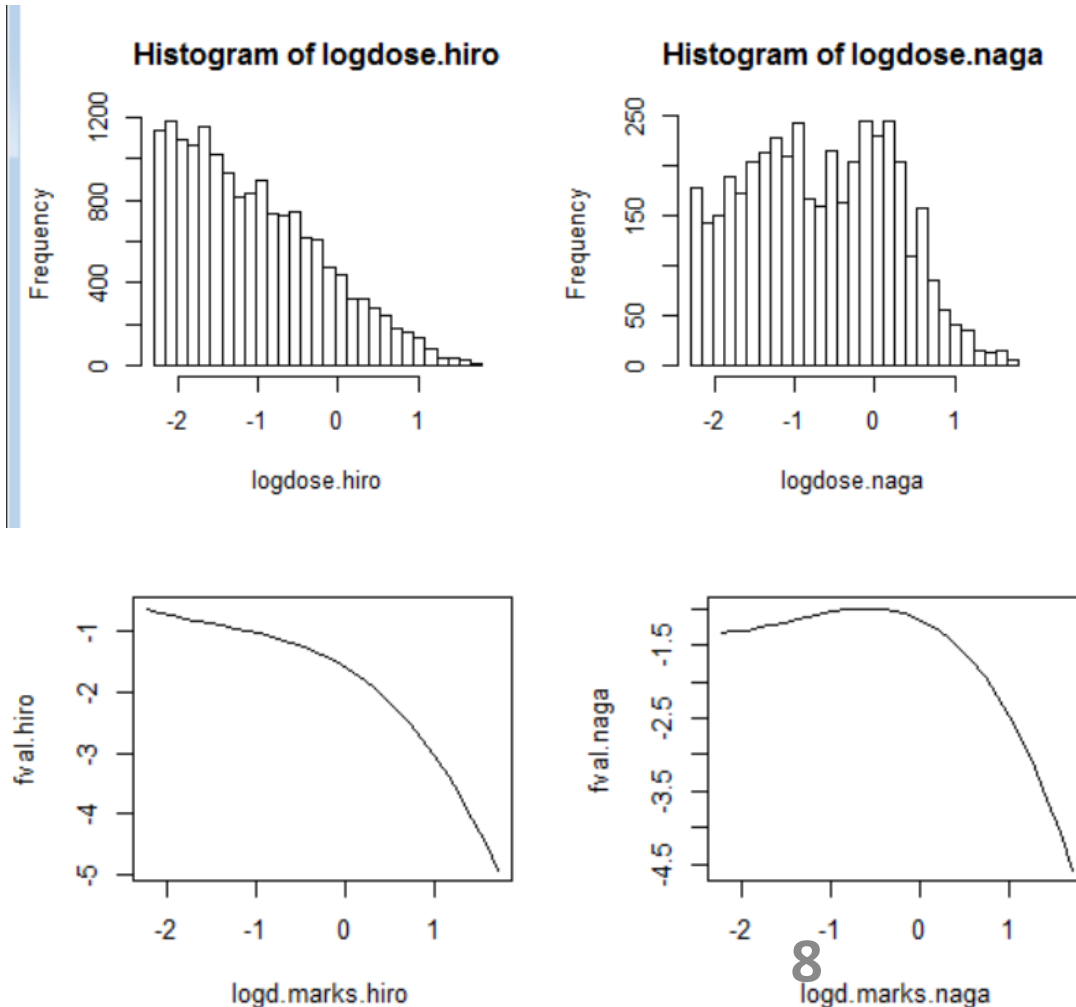 Histogram of logdose.hiro
Frequency
0 400 800 1200
-2 -1 0 1
logdose.hiro
Histogram of logdose.naga
Frequency
0 50 150 250
-2 -1 0 1
logdose.naga
fval.hiro
-5 -4 -3 -2 -1
-2 -1 0 1
logd.marks.hiro
fval.naga
-4.5 -3.5 -2.5 -1.5
-2 -1 0 1
logd.marks.naga
8